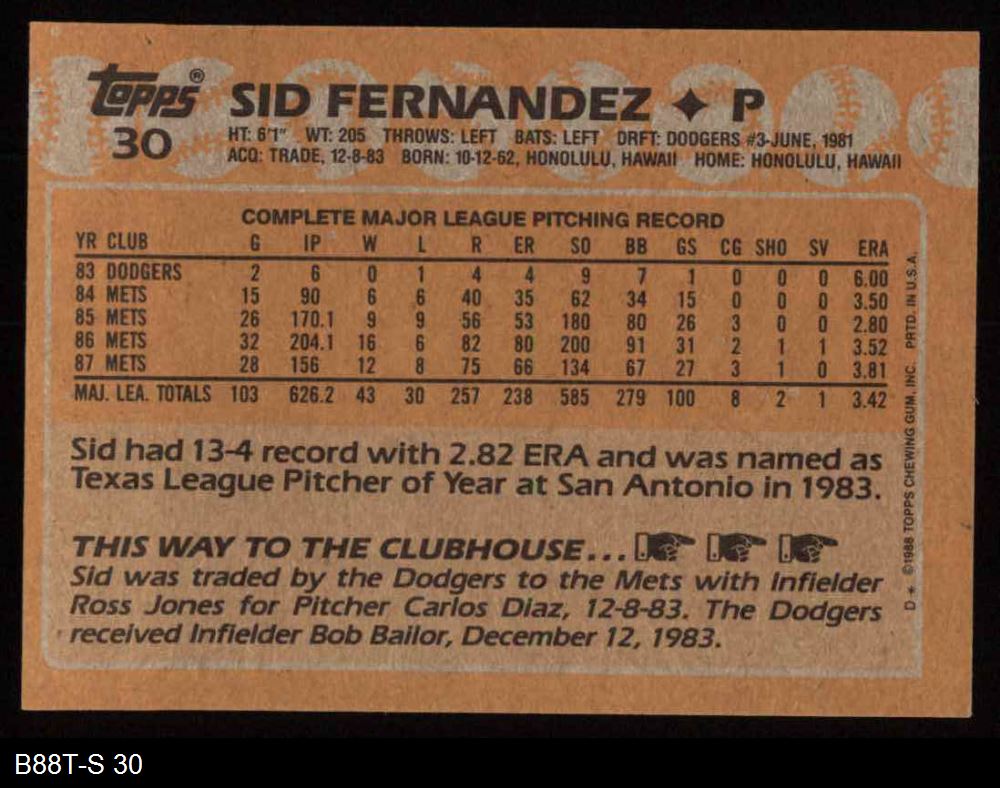 topps® SID FERNANDEZ ✦ P
30 HT: 6'1" WT: 205 THROWS: LEFT BATS: LEFT DRFT: DODGERS #3-JUNE, 1981
ACQ: TRADE, 12-8-83 BORN: 10-12-62, HONOLULU, HAWAII HOME: HONOLULU, HAWAII
COMPLETE MAJOR LEAGUE PITCHING RECORD
YR CLUB G IP W L R ER SO BB GS CG SHO SV ERA
83 DODGERS 2 6 0 1 4 4 9 7 1 0 0 0 6.00
84 METS 15 90 6 6 40 35 62 34 15 0 0 0 3.50
85 METS 26 170.1 9 9 56 53 180 80 26 3 0 0 2.80
86 METS 32 204.1 16 6 82 80 200 91 31 2 1 1 3.52
87 METS 28 156 12 8 75 66 134 67 27 3 1 0 3.81
MAJ. LEA. TOTALS 103 626.2 43 30 257 238 585 279 100 8 2 1 3.42
Sid had 13-4 record with 2.82 ERA and was named as
Texas League Pitcher of Year at San Antonio in 1983.
THIS WAY TO THE CLUBHOUSE...
Sid was traded by the Dodgers to the Mets with Infielder
Ross Jones for Pitcher Carlos Diaz, 12-8-83. The Dodgers
received Infielder Bob Bailor, December 12, 1983.
D* ©1988 TOPPS CHEWING GUM, INC. PRTD. IN U.S.A.
B88T-S 30